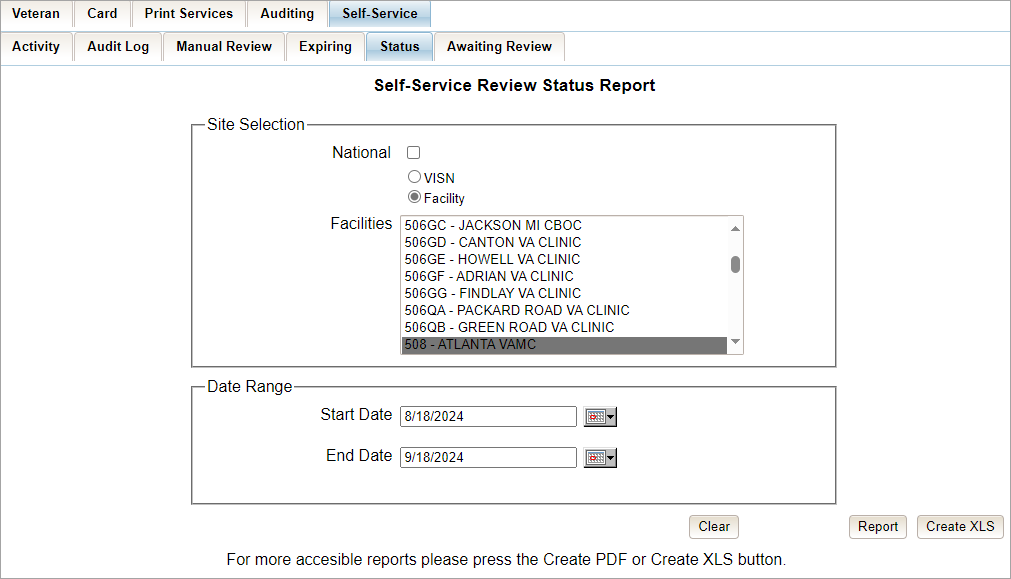 Veteran Card Print Services Auditing Self-Service
Activity Audit Log Manual Review Expiring Status Awaiting Review
Self-Service Review Status Report
Site Selection
National
VISN
Facility
Facilities
506GC - JACKSON MI CBOC
506GD - CANTON VA CLINIC
506GE - HOWELL VA CLINIC
506GF - ADRIAN VA CLINIC
506GG - FINDLAY VA CLINIC
506QA - PACKARD ROAD VA CLINIC
506QB - GREEN ROAD VA CLINIC
508 - ATLANTA VAMC
Date Range
Start Date 8/18/2024
End Date 9/18/2024
Clear Report Create XLS
For more accesible reports please press the Create PDF or Create XLS button.